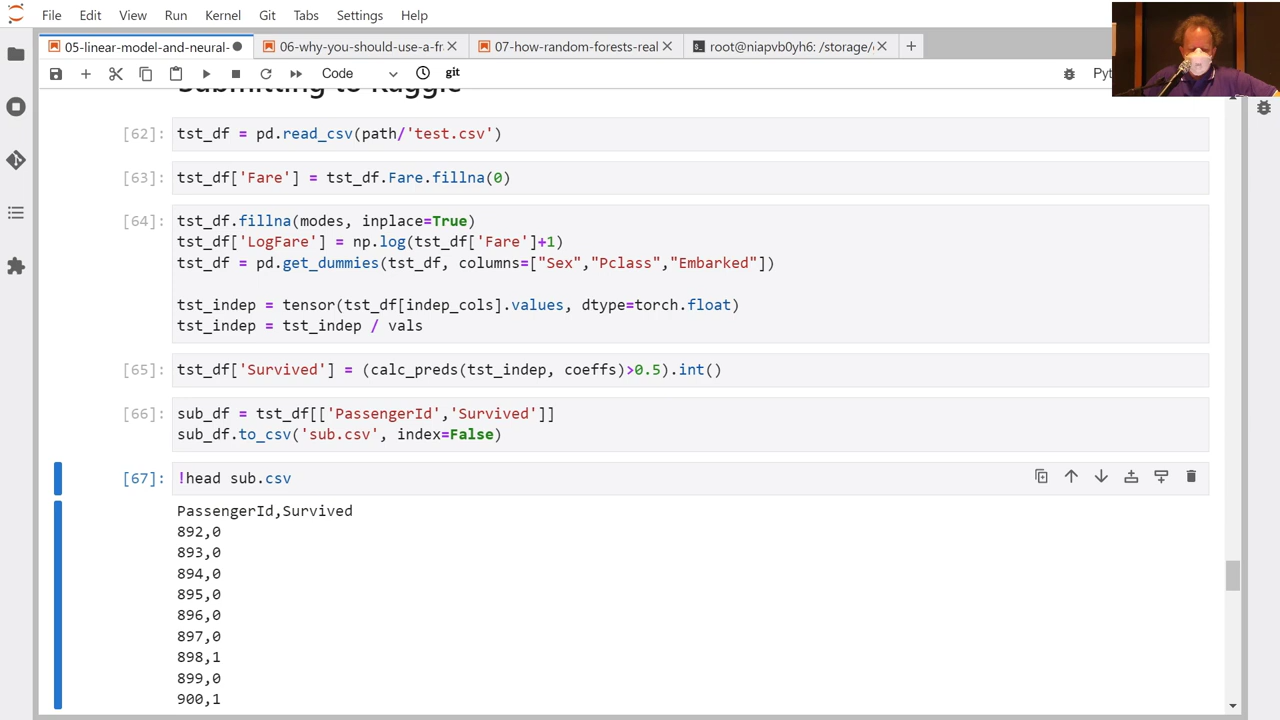 File Edit View Run Kernel Git Tabs Settings Help
05-linear-model-and-neural- 06-why-you-should-use-a-fr 07-how-random-forests-real root@niapvb0yh6: /storage/
Code git
Submitting to Kaggle
[62]: tst_df = pd.read_csv(path/'test.csv')
[63]: tst_df['Fare'] = tst_df.Fare.fillna(0)
[64]: tst_df.fillna(modes, inplace=True)
tst_df['LogFare'] = np.log(tst_df['Fare']+1)
tst_df = pd.get_dummies(tst_df, columns=["Sex","Pclass","Embarked"])
tst_indep = tensor(tst_df[indep_cols].values, dtype=torch.float)
tst_indep = tst_indep / vals
[65]: tst_df['Survived'] = (calc_preds(tst_indep, coeffs)>0.5).int()
[66]: sub_df = tst_df[['PassengerId','Survived']]
sub_df.to_csv('sub.csv', index=False)
[67]: !head sub.csv
PassengerId,Survived
892,0
893,0
894,0
895,0
896,0
897,0
898,1
899,0
900,1